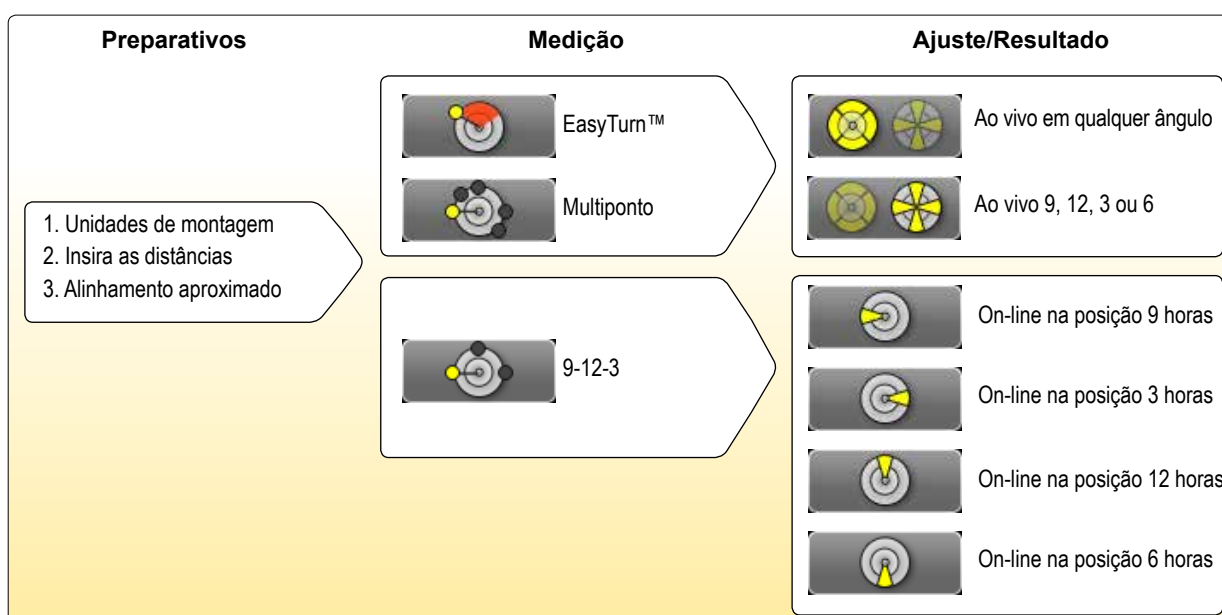 Preparativos
Medição
Ajuste/Resultado
1. Unidades de montagem
2. Insira as distâncias
3. Alinhamento aproximado
EasyTurn™
Multiponto
9-12-3
Ao vivo em qualquer ângulo
Ao vivo 9, 12, 3 ou 6
On-line na posição 9 horas
On-line na posição 3 horas
On-line na posição 12 horas
On-line na posição 6 horas